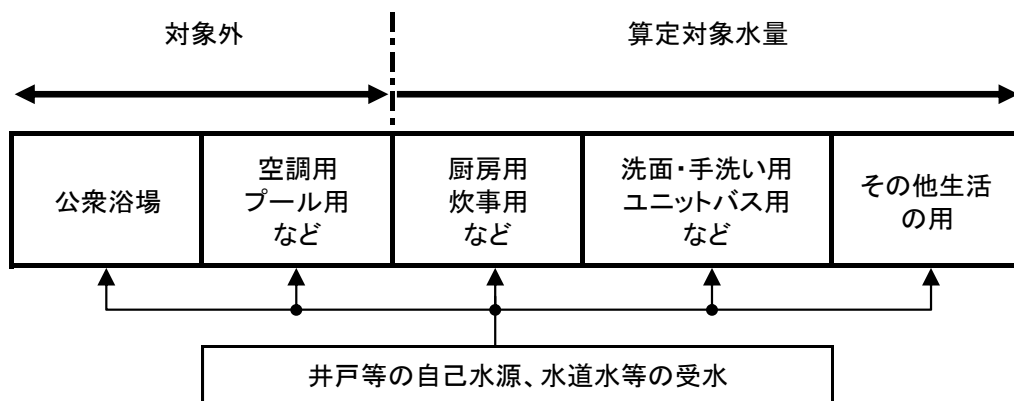 対象外
算定対象水量
公衆浴場
空調用
プール用
など
厨房用
炊事用
など
洗面・手洗い用
ユニットバス用
など
その他生活
の用
井戸等の自己水源、水道水等の受水